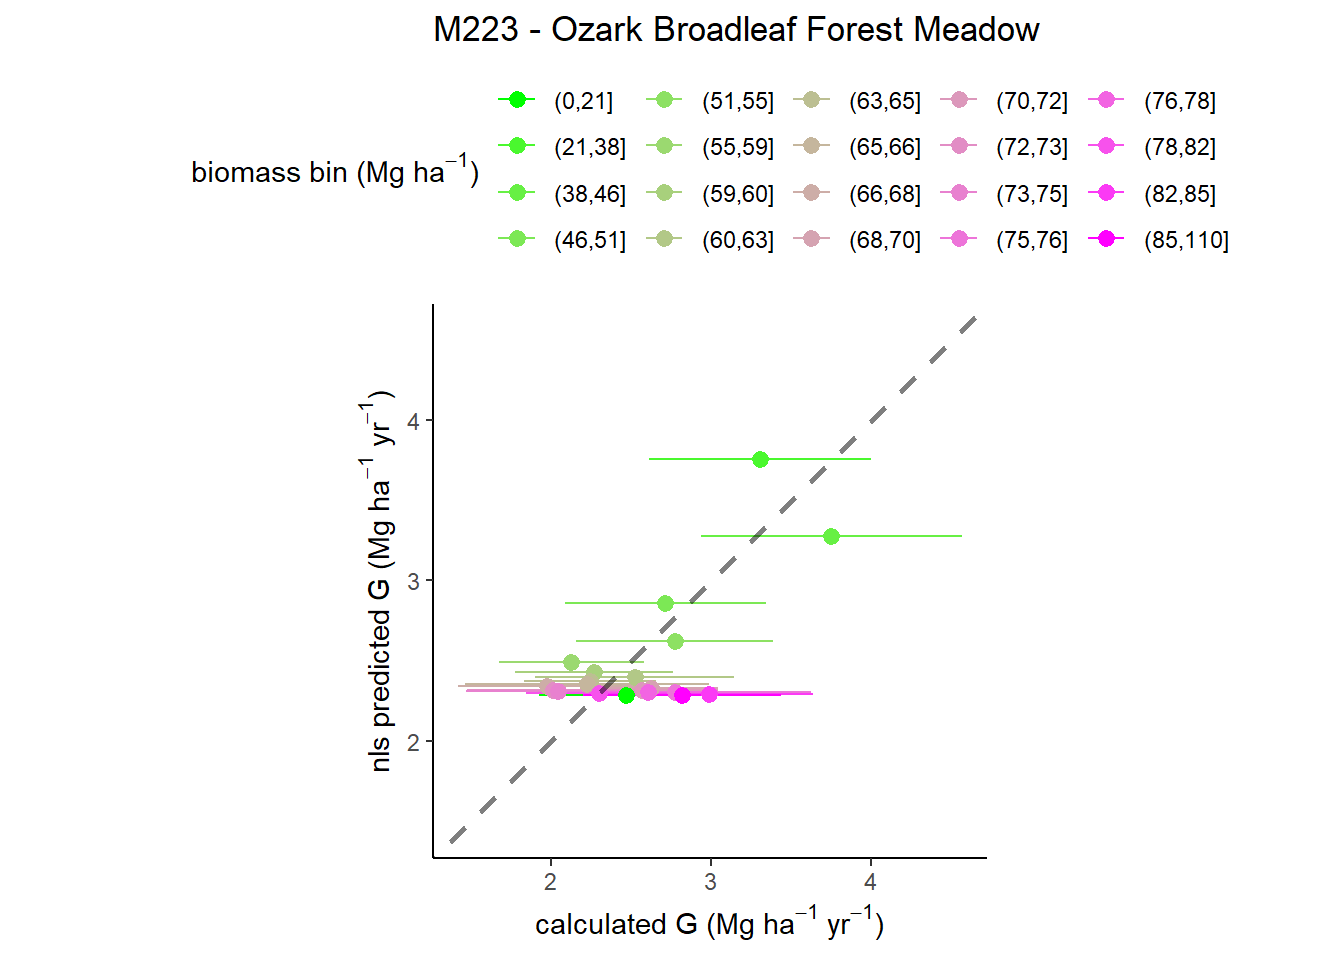 M223 - Ozark Broadleaf Forest Meadow
biomass bin (Mg ha⁻¹)
(0,21] (51,55] (63,65] (70,72] (76,78]
(21,38] (55,59] (65,66] (72,73] (78,82]
(38,46] (59,60] (66,68] (73,75] (82,85]
(46,51] (60,63] (68,70] (75,76] (85,110]
nls predicted G (Mg ha⁻¹ yr⁻¹)
4
3
2
2 3 4
calculated G (Mg ha⁻¹ yr⁻¹)